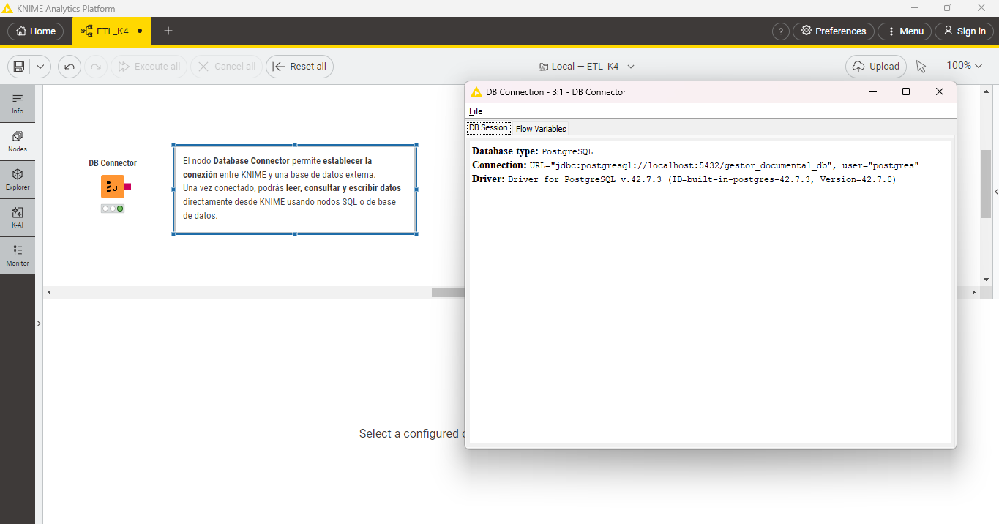 KNIME Analytics Platform
Home
ETL_K4
?
Preferences
Menu
Sign in
Execute all
Cancel all
Reset all
Local — ETL_K4
Upload
100%
Info
Nodes
Explorer
K-AI
Monitor
DB Connector
El nodo Database Connector permite establecer la
conexión entre KNIME y una base de datos externa.
Una vez conectado, podrás leer, consultar y escribir datos
directamente desde KNIME usando nodos SQL o de base
de datos.
DB Connection - 3:1 - DB Connector
File
DB Session
Flow Variables
Database type: PostgreSQL
Connection: URL="jdbc:postgresql://localhost:5432/gestor_documental_db", user="postgres"
Driver: Driver for PostgreSQL v.42.7.3 (ID=built-in-postgres-42.7.3, Version=42.7.0)
Select a configured